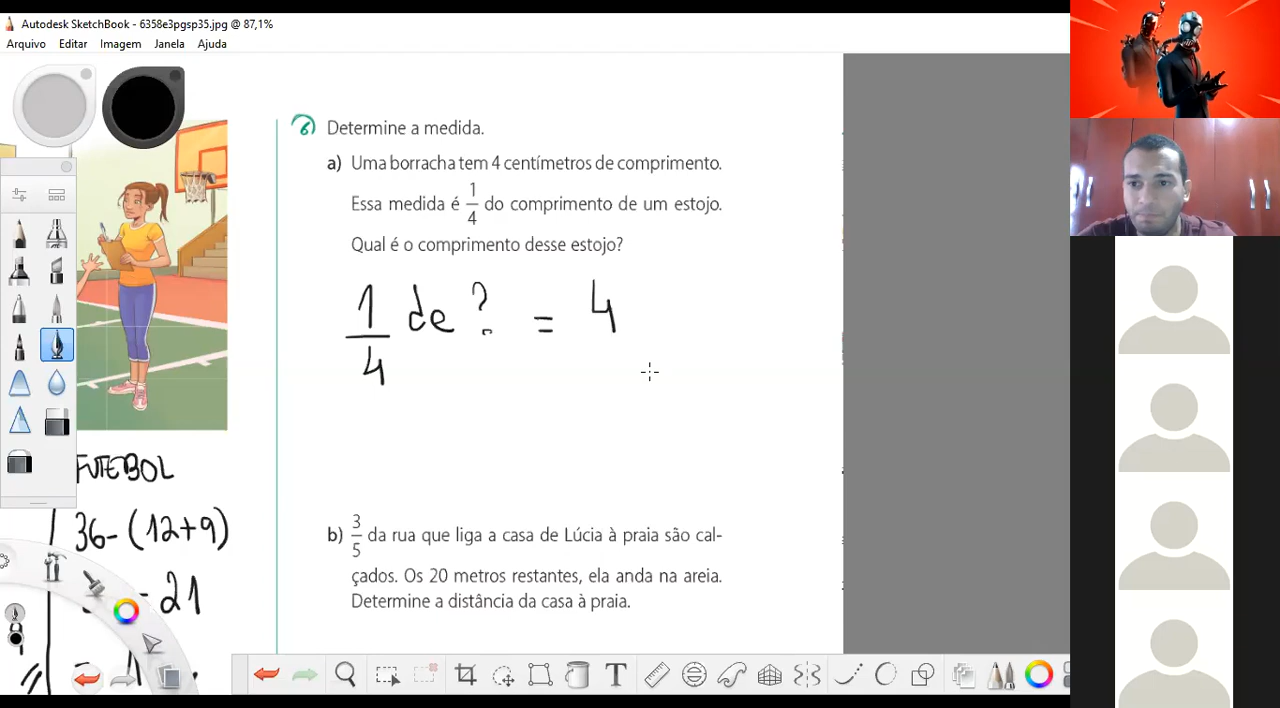 Autodesk SketchBook - 6358e3pgsp35.jpg @ 87,1%
Arquivo Editar Imagem Janela Ajuda
6 Determine a medida.
a) Uma borracha tem 4 centímetros de comprimento.
Essa medida é 1/4 do comprimento de um estojo.
Qual é o comprimento desse estojo?
1/4 de ? = 4
FUTEBOL
36-(12+9)
- 21
b) 3/5 da rua que liga a casa de Lúcia à praia são cal-
çados. Os 20 metros restantes, ela anda na areia.
Determine a distância da casa à praia.
T